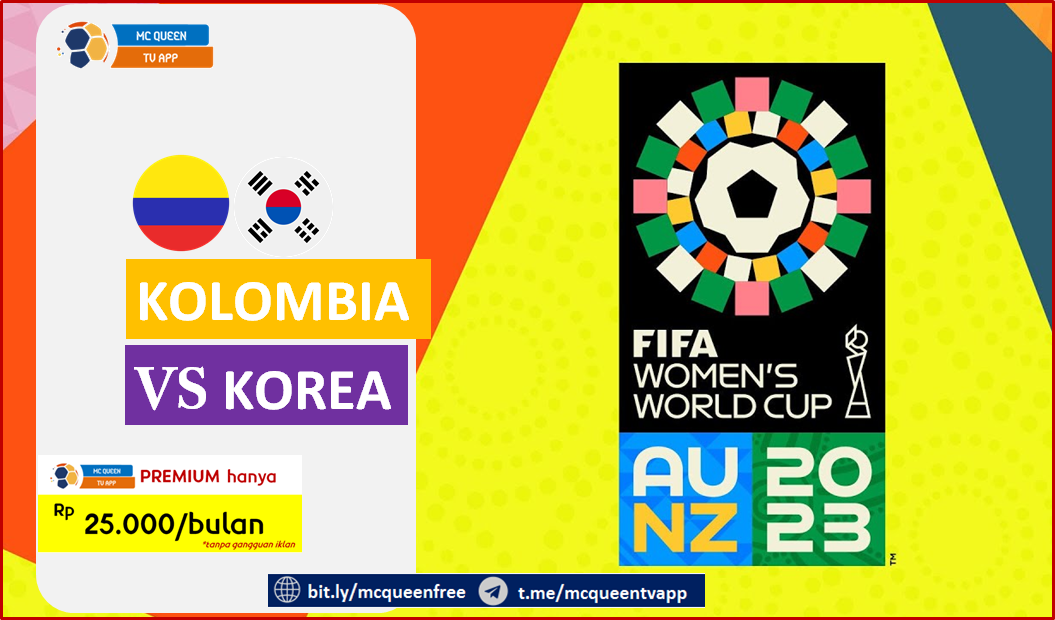 MC QUEEN
TV APP
KOLOMBIA
VS KOREA
MC QUEEN
TV APP
PREMIUM hanya
Rp 25.000/bulan
*tanpa gangguan iklan
FIFA
WOMEN'S
WORLD CUP
AU 20
NZ 23
TM
bit.ly/mcqueenfree t.me/mcqueentvapp